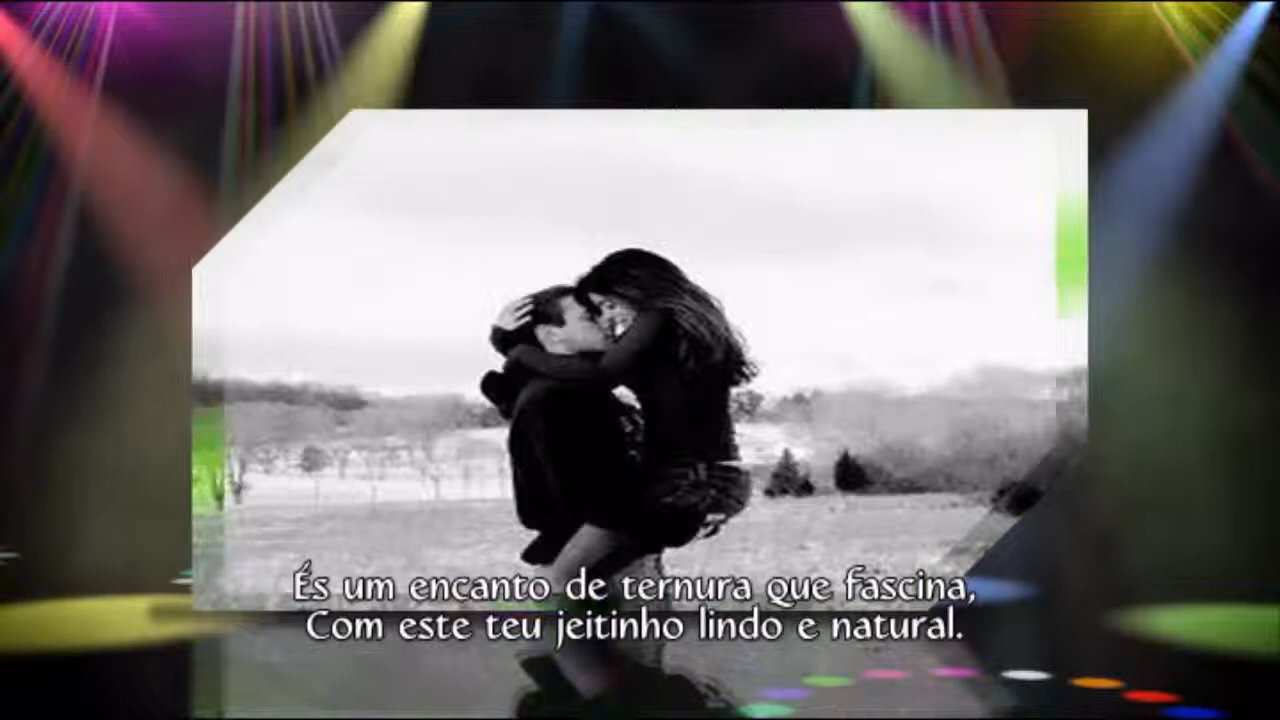 És um encanto de ternura que fascina,
Com este teu jeitinho lindo e natural.